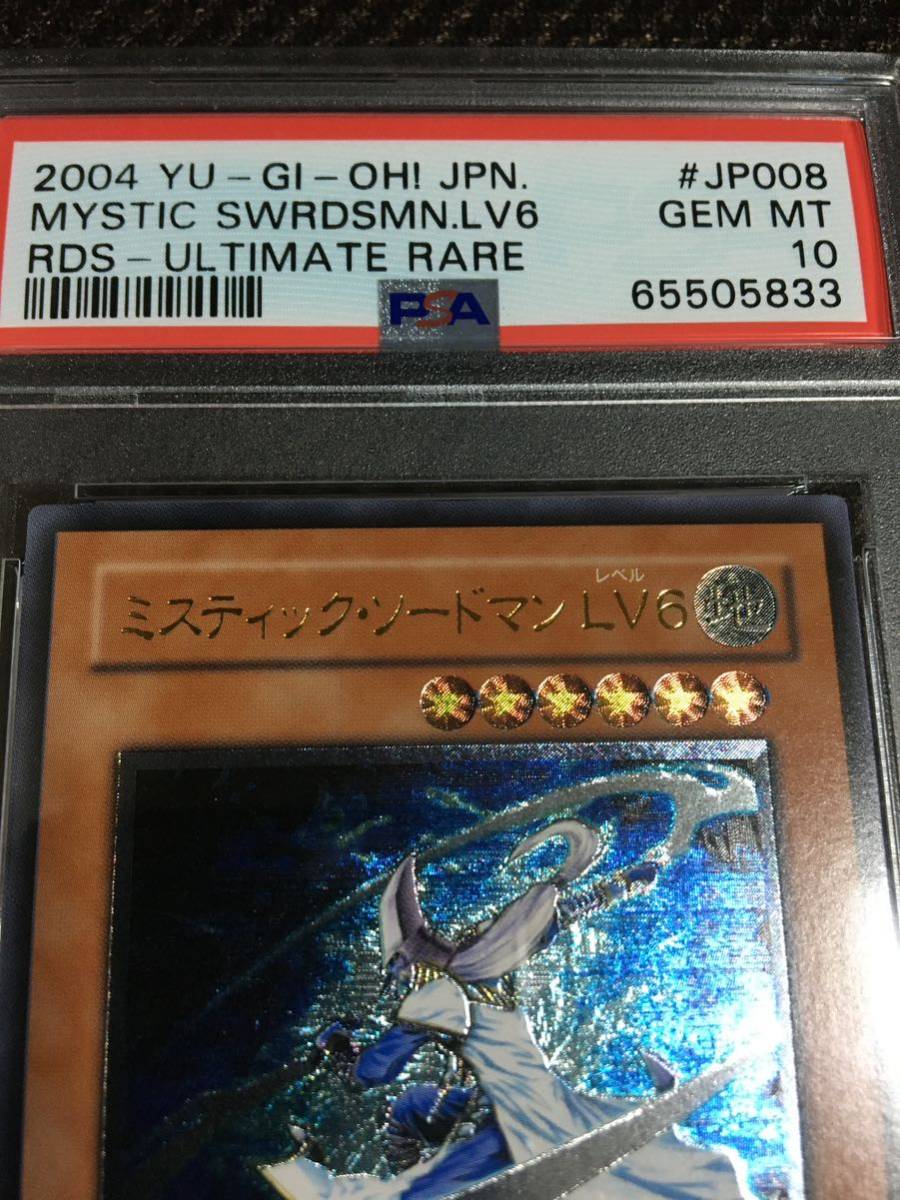 2004 YU-GI-OH! JPN. #JP008
MYSTIC SWRDSMN.LV6 GEM MT
RDS-ULTIMATE RARE 10
PSA 65505833
レベル
ミスティック・ソードマン LV6 地